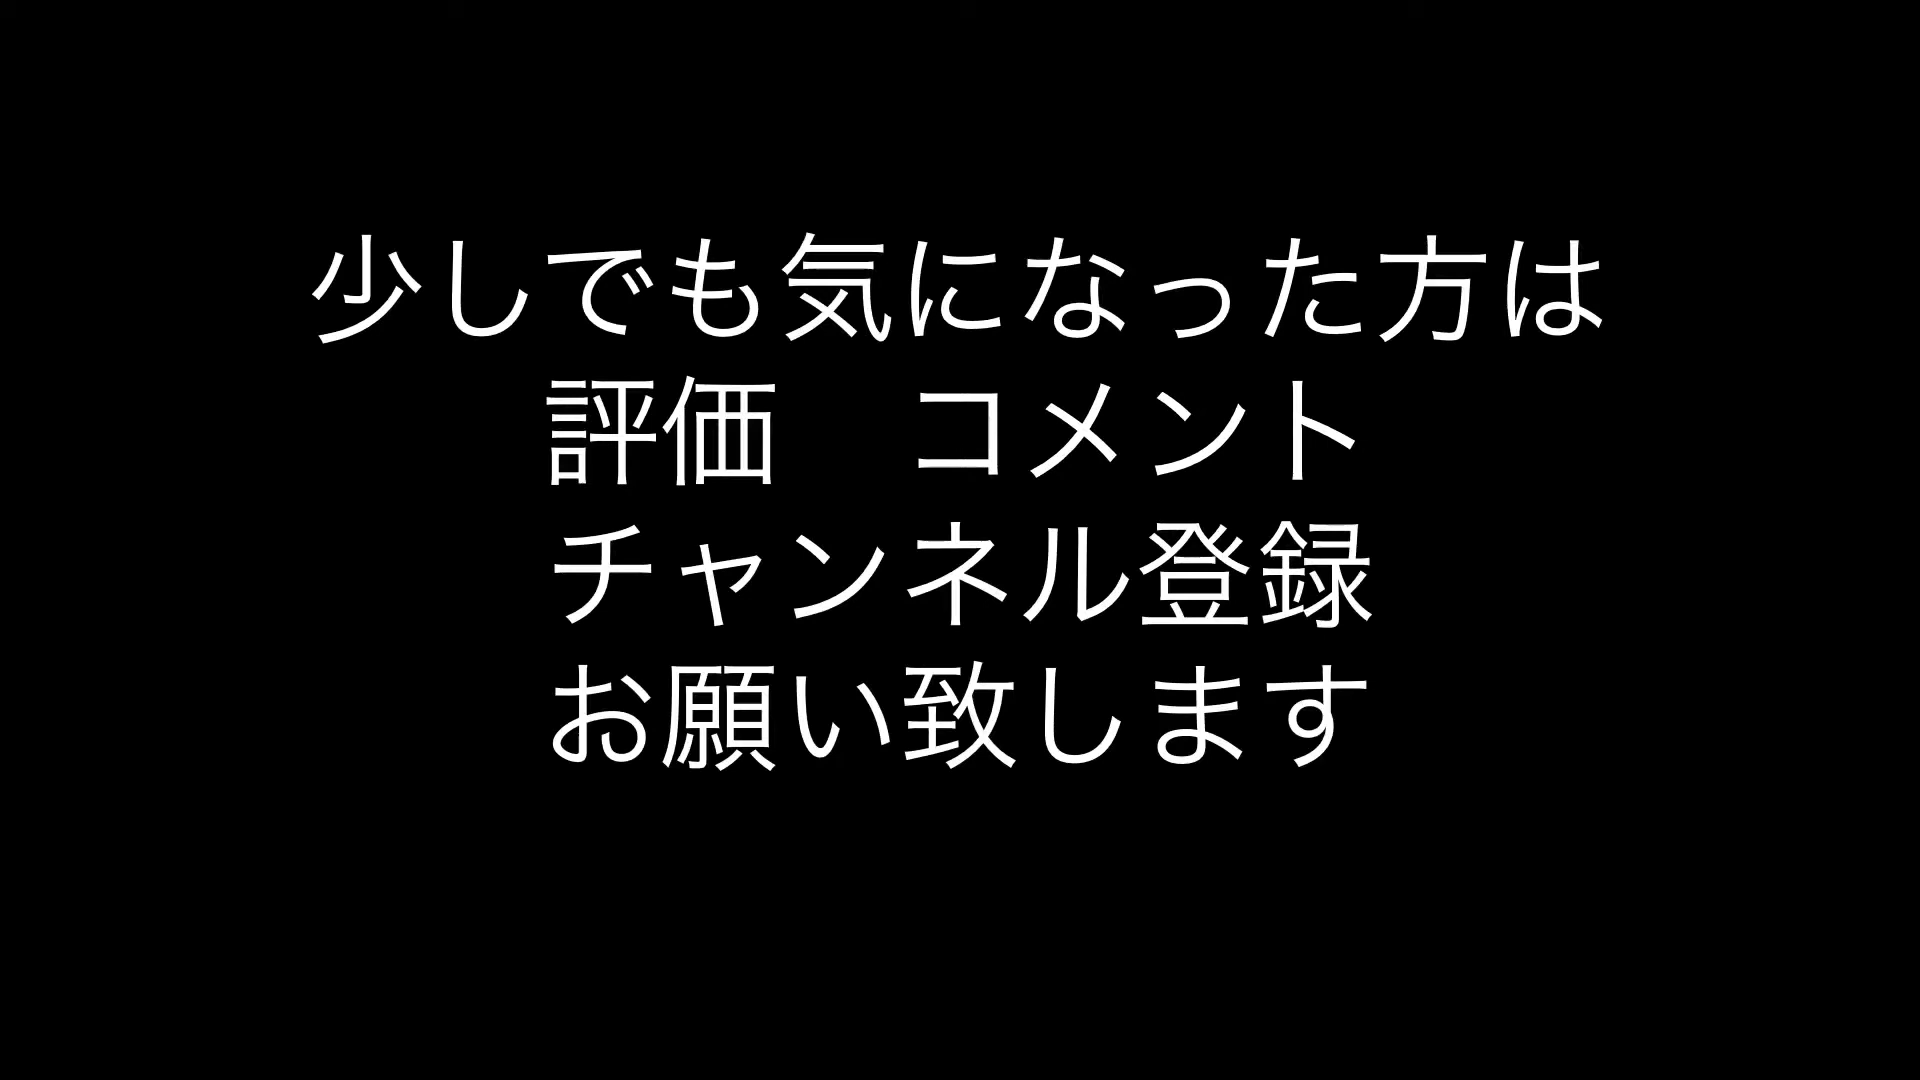 少しでも気になった方は
評価　コメント
チャンネル登録
お願い致します